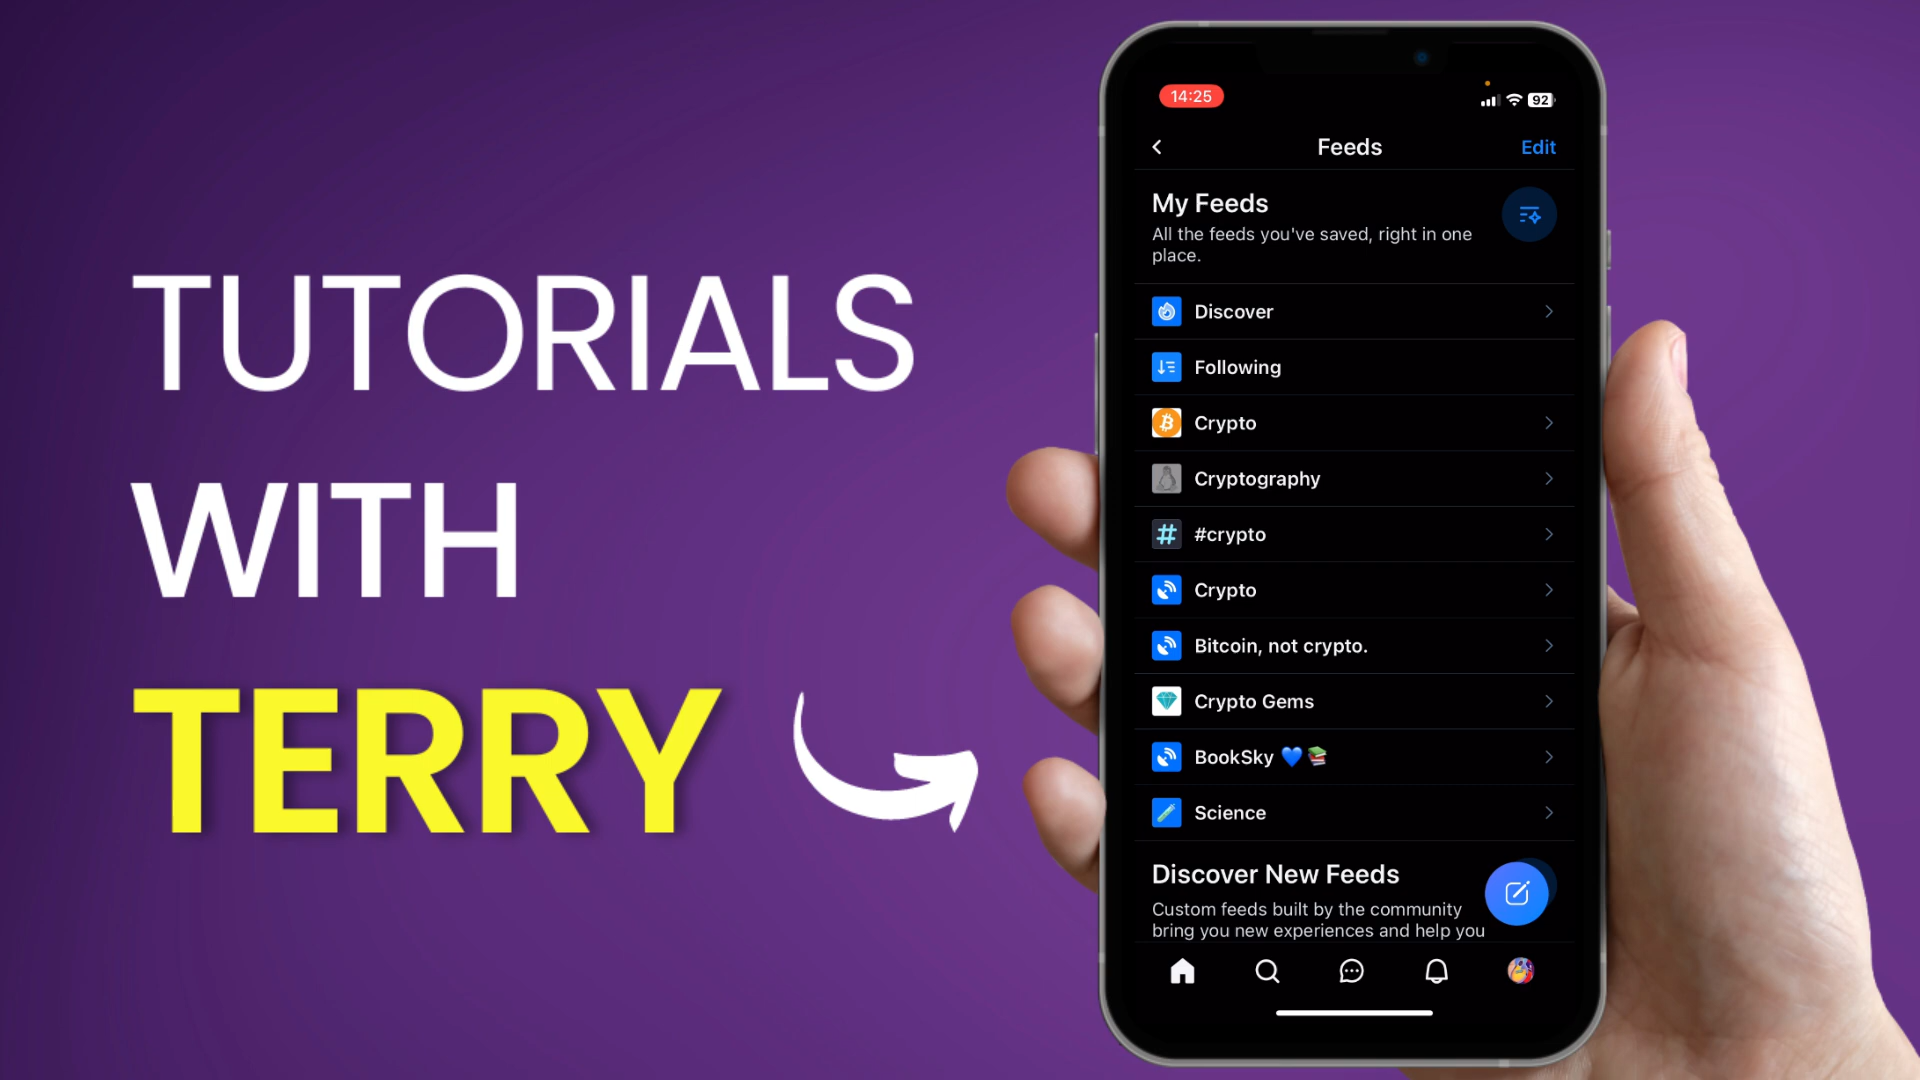 TUTORIALS
WITH
TERRY
14:25
92
Feeds
Edit
My Feeds
All the feeds you've saved, right in one
place.
Discover
Following
Crypto
Cryptography
#crypto
Crypto
Bitcoin, not crypto.
Crypto Gems
BookSky 💙📚
Science
Discover New Feeds
Custom feeds built by the community
bring you new experiences and help you